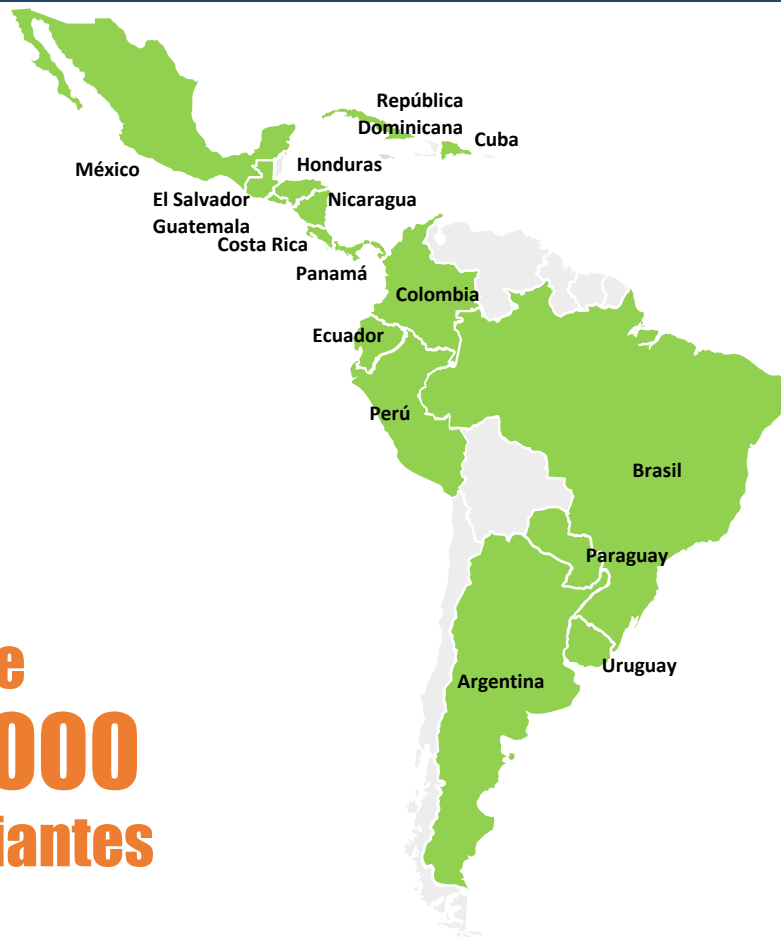 República
Dominicana
Cuba
México
Honduras
El Salvador
Nicaragua
Guatemala
Costa Rica
Panamá
Colombia
Ecuador
Perú
Brasil
Paraguay
Uruguay
Argentina
e
000
iantes